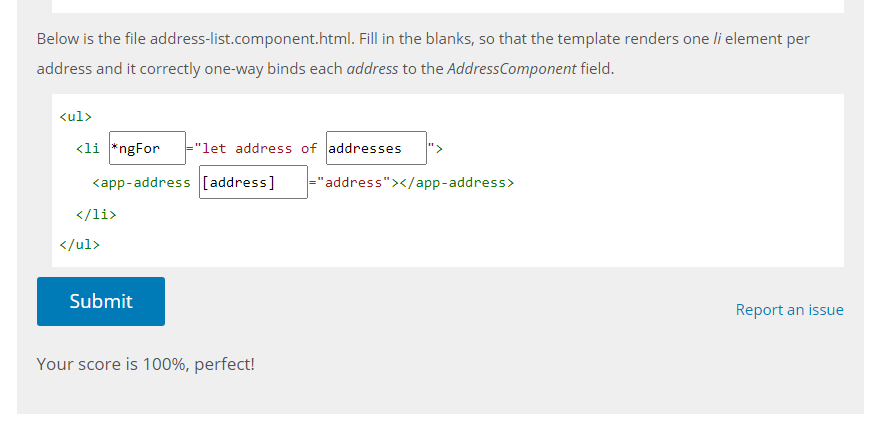 Below is the file address-list.component.html. Fill in the blanks, so that the template renders one li element per
address and it correctly one-way binds each address to the AddressComponent field.
<ul>
<li *ngFor="let address of addresses">
<app-address [address]="address"></app-address>
</li>
</ul>
Submit
Report an issue
Your score is 100%, perfect!